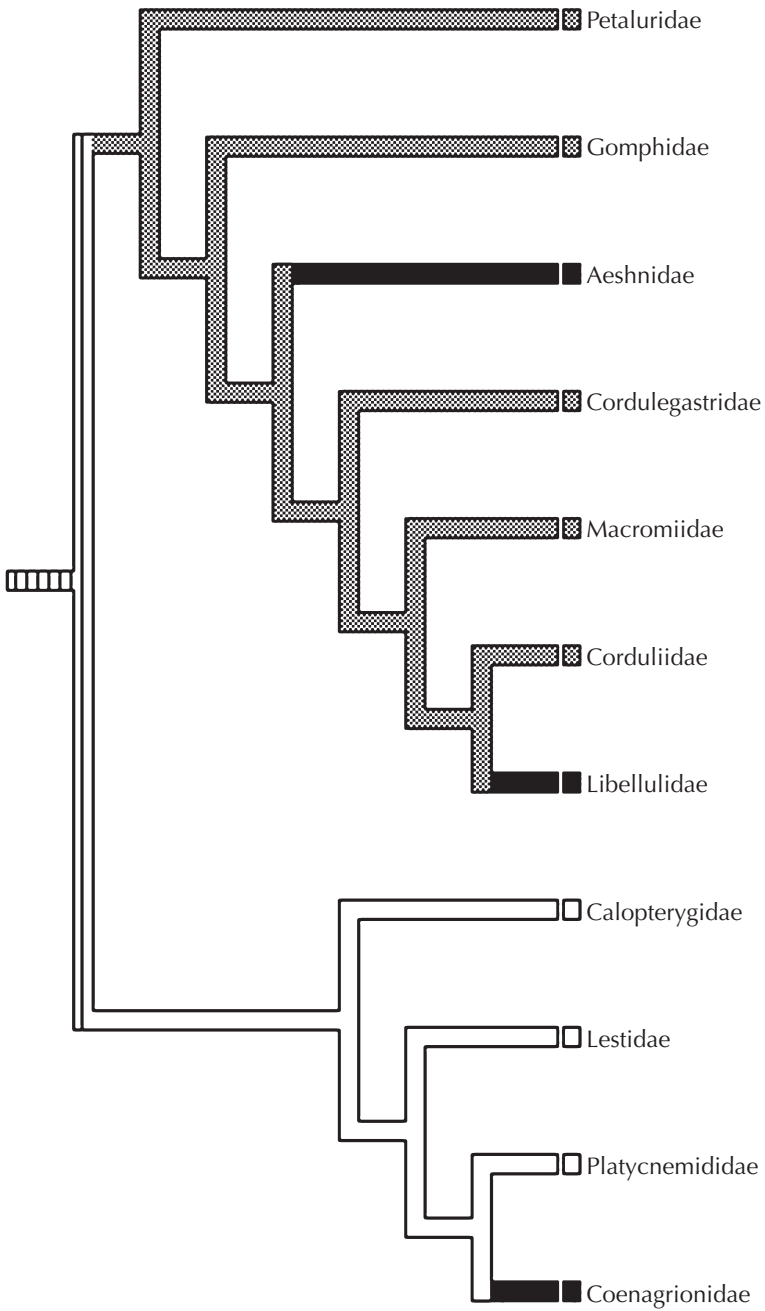 Petaluridae
Gomphidae
Aeshnidae
Cordulegastridae
Macromiidae
Corduliidae
Libellulidae
Calopterygidae
Lestidae
Platycnemididae
Coenagrionidae